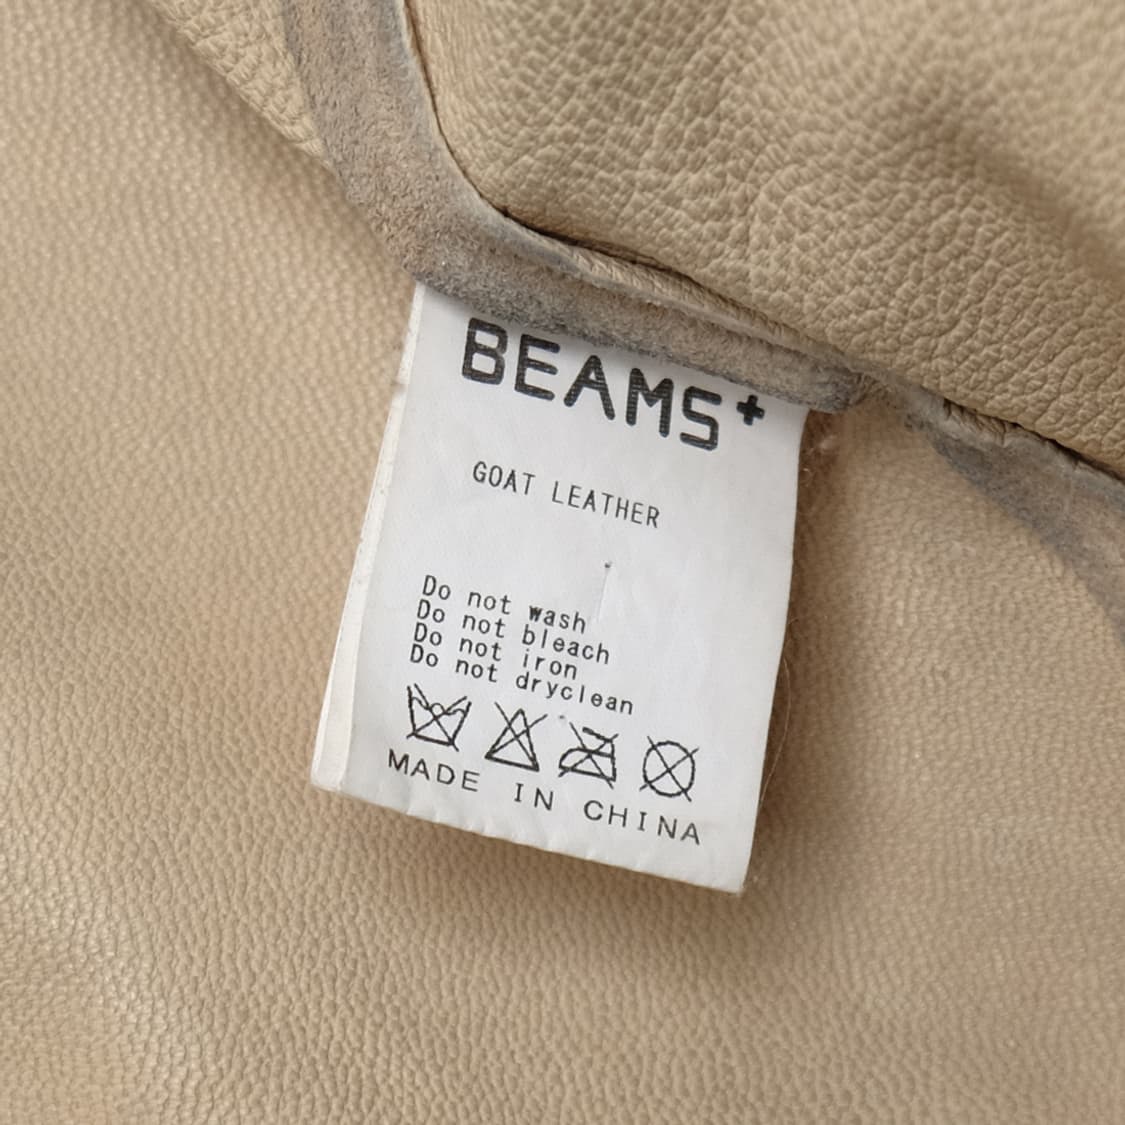 BEAMS+
GOAT LEATHER
Do not wash
Do not bleach
Do not iron
Do not dryclean
MADE IN CHINA